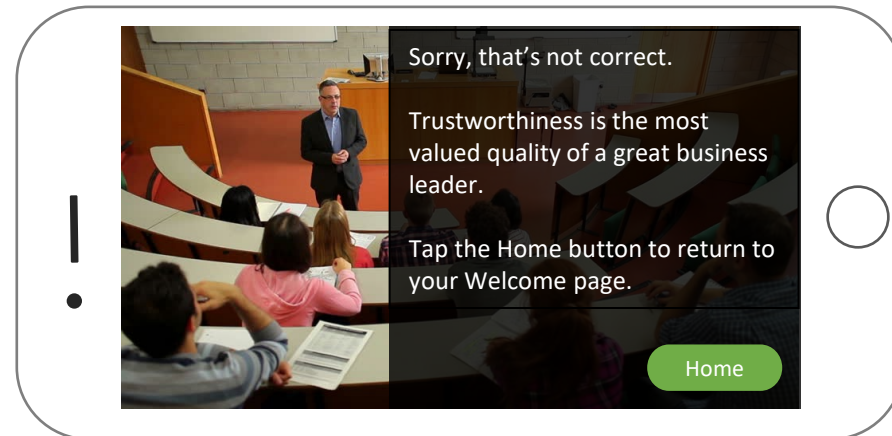 Sorry, that’s not correct.
Trustworthiness is the most
valued quality of a great business
leader.
Tap the Home button to return to
your Welcome page.
Home